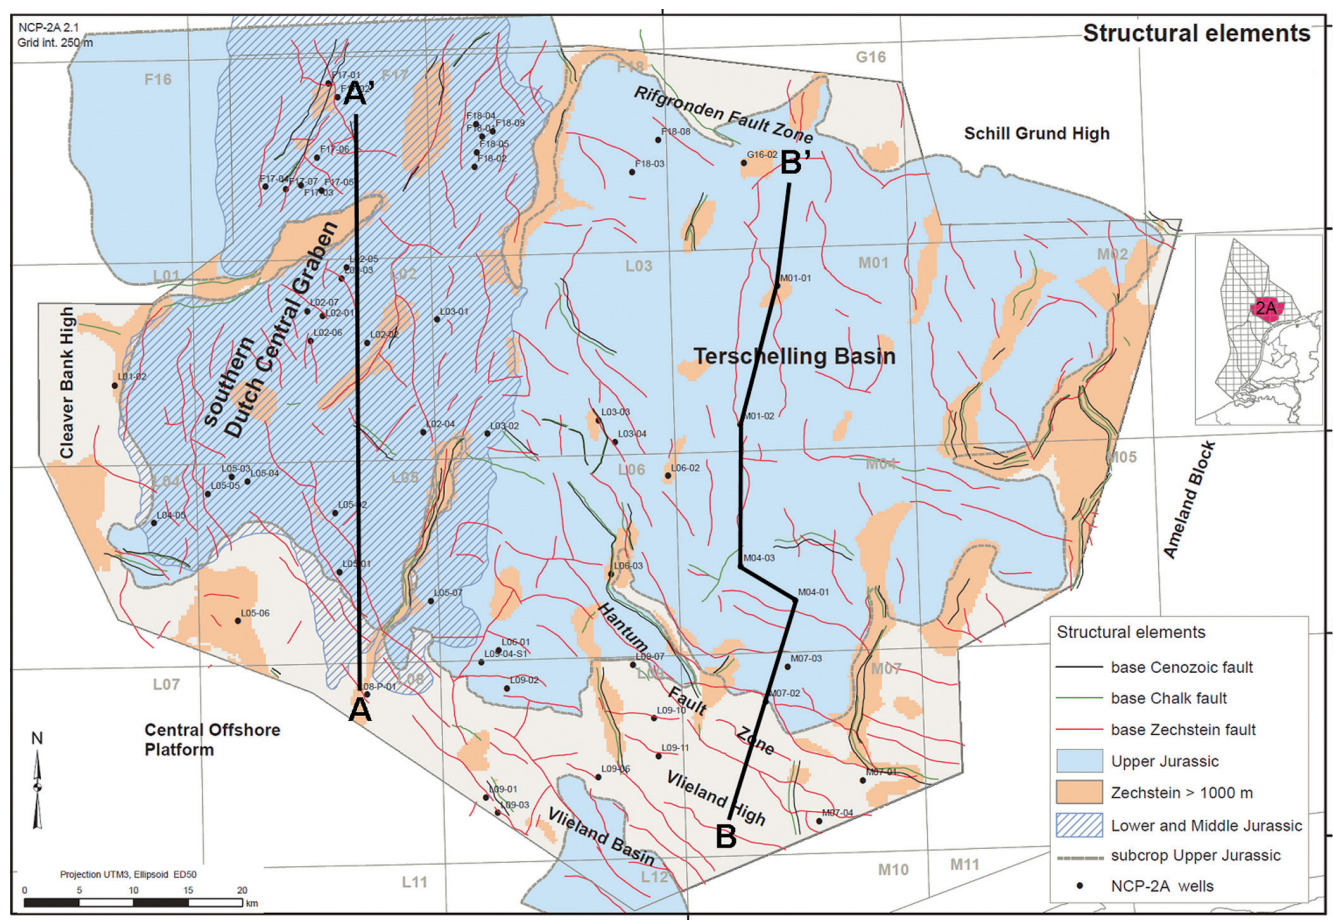 NCP-2A 2.1
Grid int. 250 m
Structural elements
F16
F17
F18
G16
F17-01
A'
F18-04
F18-09
F18-05
F18-02
F17-06
F17-04
F17-07
F17-05
F17-03
Rifgronden Fault Zone
F18-08
F18-03
G16-02
B'
Schill Grund High
L01
L02
L03
M01
M02
L02-05
L02-07
L02-01
L02-06
L02-02
L03-01
M01-01
2A
Cleaver Bank High
southern
Dutch Central Graben
Terschelling Basin
L01-02
L02-04
L03-02
L03-03
L03-04
M01-02
L04
L05
L06
M04
M05
L05-03
L05-04
L05-05
L06-02
L04-05
L05-02
Ameland Block
L05-01
L06-03
M04-03
L05-07
M04-01
L05-06
L06-01
L09-04-S1
L09-07
M07-03
L07
L08
L09
M07
L08-P-01
L09-02
M07-02
A
Hantum
Fault
Zone
L09-10
Central Offshore
Platform
L09-11
L09-06
M07-01
L09-01
L09-03
M07-04
Vlieland High
Vlieland Basin
B
N
Projection UTM3, Ellipsoid ED50
0 5 10 15 20
km
L11
L12
M10
M11
Structural elements
base Cenozoic fault
base Chalk fault
base Zechstein fault
Upper Jurassic
Zechstein > 1000 m
Lower and Middle Jurassic
subcrop Upper Jurassic
NCP-2A wells